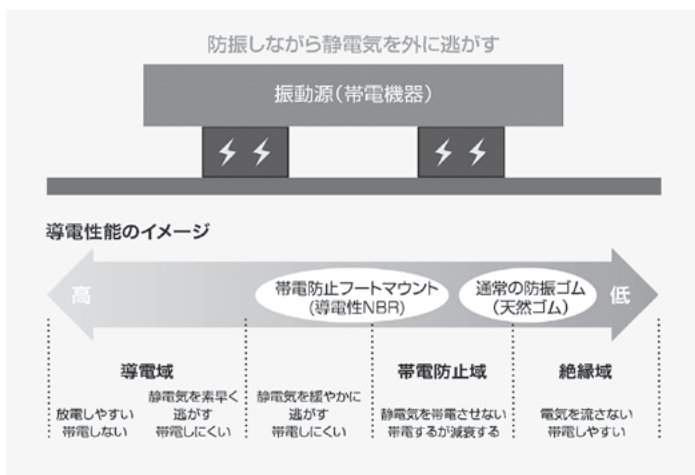 防振しながら静電気を外に逃がす
振動源(帯電機器)
導電性能のイメージ
高
帯電防止フートマウント
(導電性NBR)
通常の防振ゴム
(天然ゴム)
低
導電域
帯電防止域
絶縁域
放電しやすい
帯電しない
静電気を素早く
逃がす
帯電しにくい
静電気を緩やかに
逃がす
帯電しにくい
静電気を帯電させない
帯電するが減衰する
電気を流さない
帯電しやすい